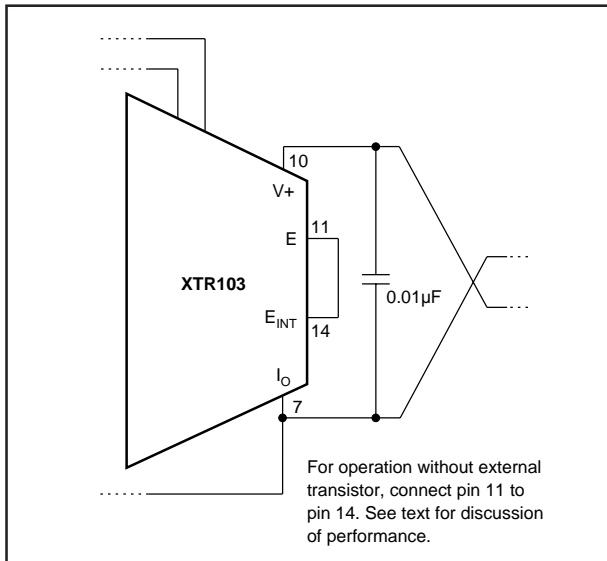 10
V+
11
E
XTR103
0.01µF
E_INT
14
I_O
7
For operation without external
transistor, connect pin 11 to
pin 14. See text for discussion
of performance.